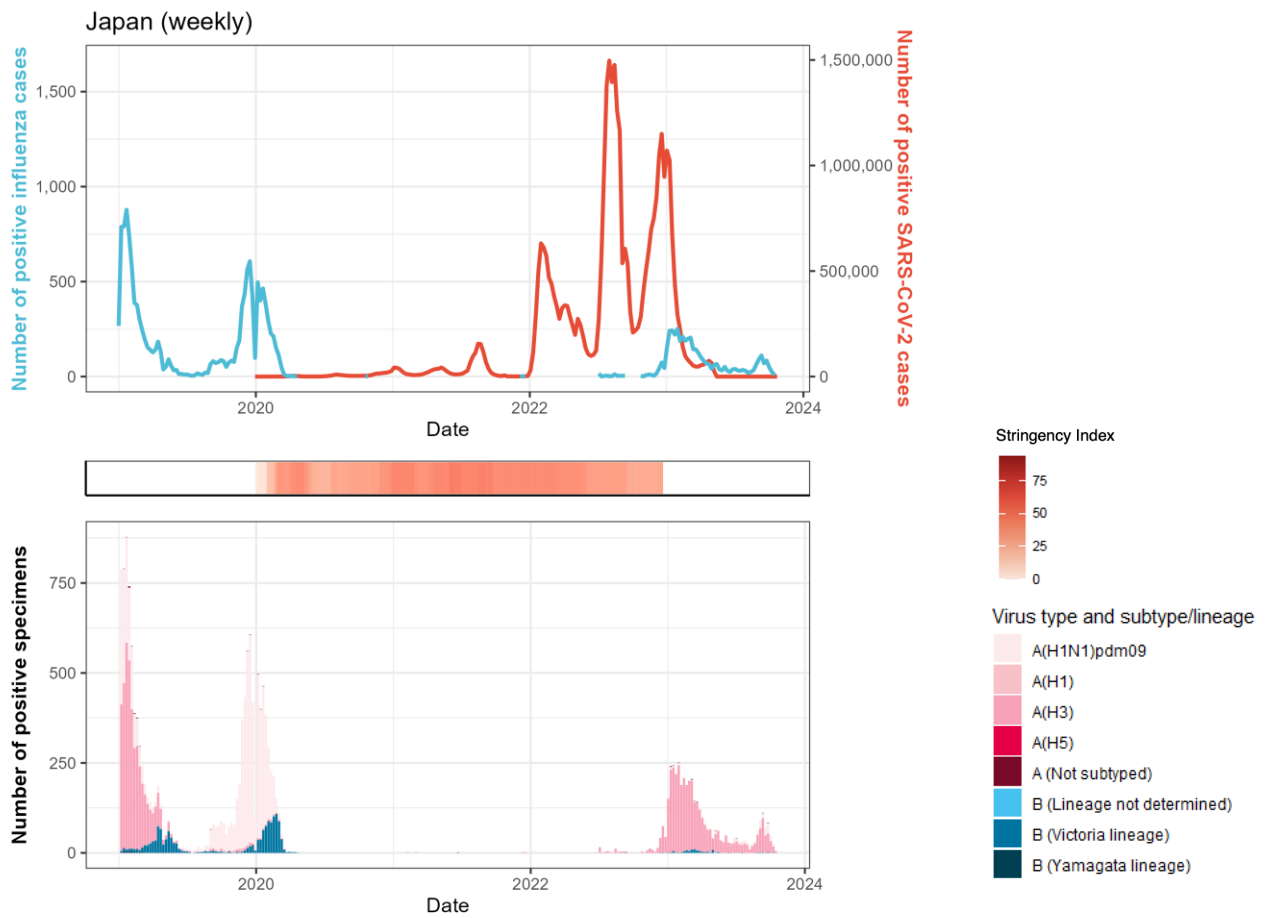 Japan (weekly)
Number of positive influenza cases
1,500
1,000
500
0
1,500,000
1,000,000
500,000
0
Number of positive SARS-CoV-2 cases
2020
2022
2024
Date
Stringency Index
75
50
25
0
Number of positive specimens
750
500
250
0
2020
2022
2024
Date
Virus type and subtype/lineage
A(H1N1)pdm09
A(H1)
A(H3)
A(H5)
A (Not subtyped)
B (Lineage not determined)
B (Victoria lineage)
B (Yamagata lineage)